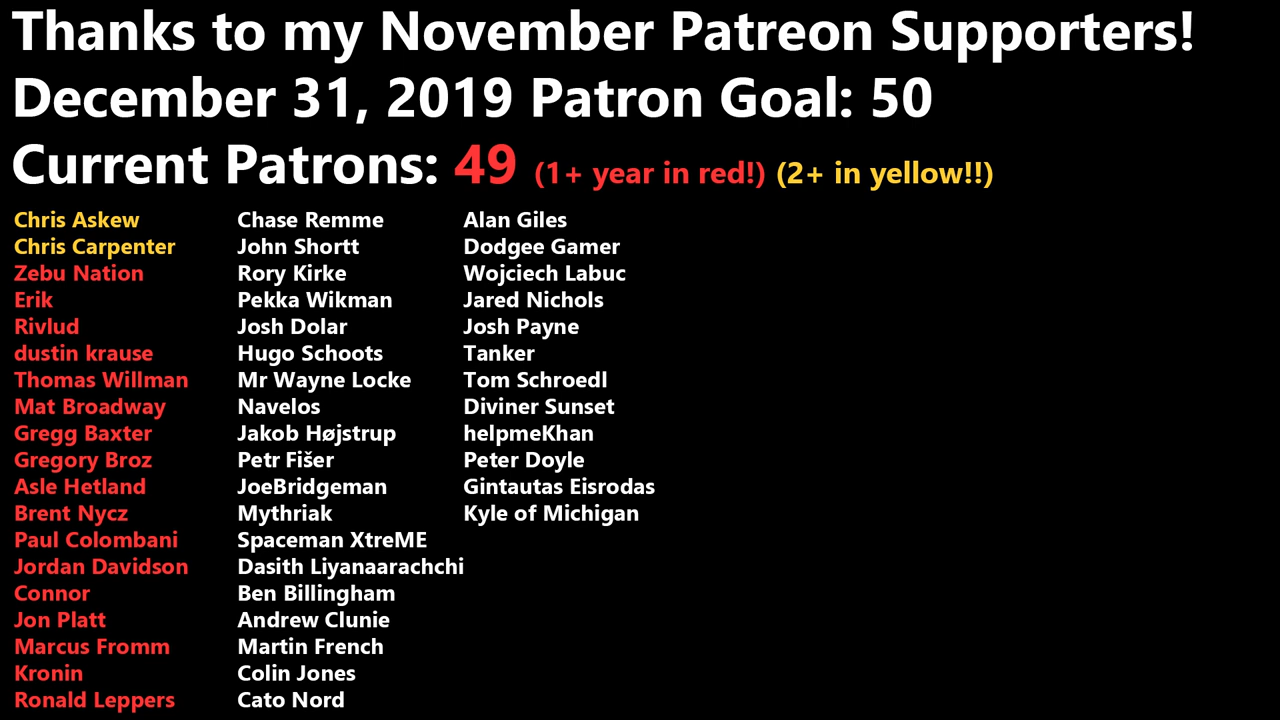 Thanks to my November Patreon Supporters!
December 31, 2019 Patron Goal: 50
Current Patrons: 49 (1+ year in red!) (2+ in yellow!!)
Chris Askew
Chris Carpenter
Zebu Nation
Erik
Rivlud
dustin krause
Thomas Willman
Mat Broadway
Gregg Baxter
Gregory Broz
Asle Hetland
Brent Nycz
Paul Colombani
Jordan Davidson
Connor
Jon Platt
Marcus Fromm
Kronin
Ronald Leppers
Chase Remme
John Shortt
Rory Kirke
Pekka Wikman
Josh Dolar
Hugo Schoots
Mr Wayne Locke
Navelos
Jakob Højstrup
Petr Fišer
JoeBridgeman
Mythriak
Spaceman XtreME
Dasith Liyanaarachchi
Ben Billingham
Andrew Clunie
Martin French
Colin Jones
Cato Nord
Alan Giles
Dodgee Gamer
Wojciech Labuc
Jared Nichols
Josh Payne
Tanker
Tom Schroedl
Diviner Sunset
helpmeKhan
Peter Doyle
Gintautas Eisrodas
Kyle of Michigan